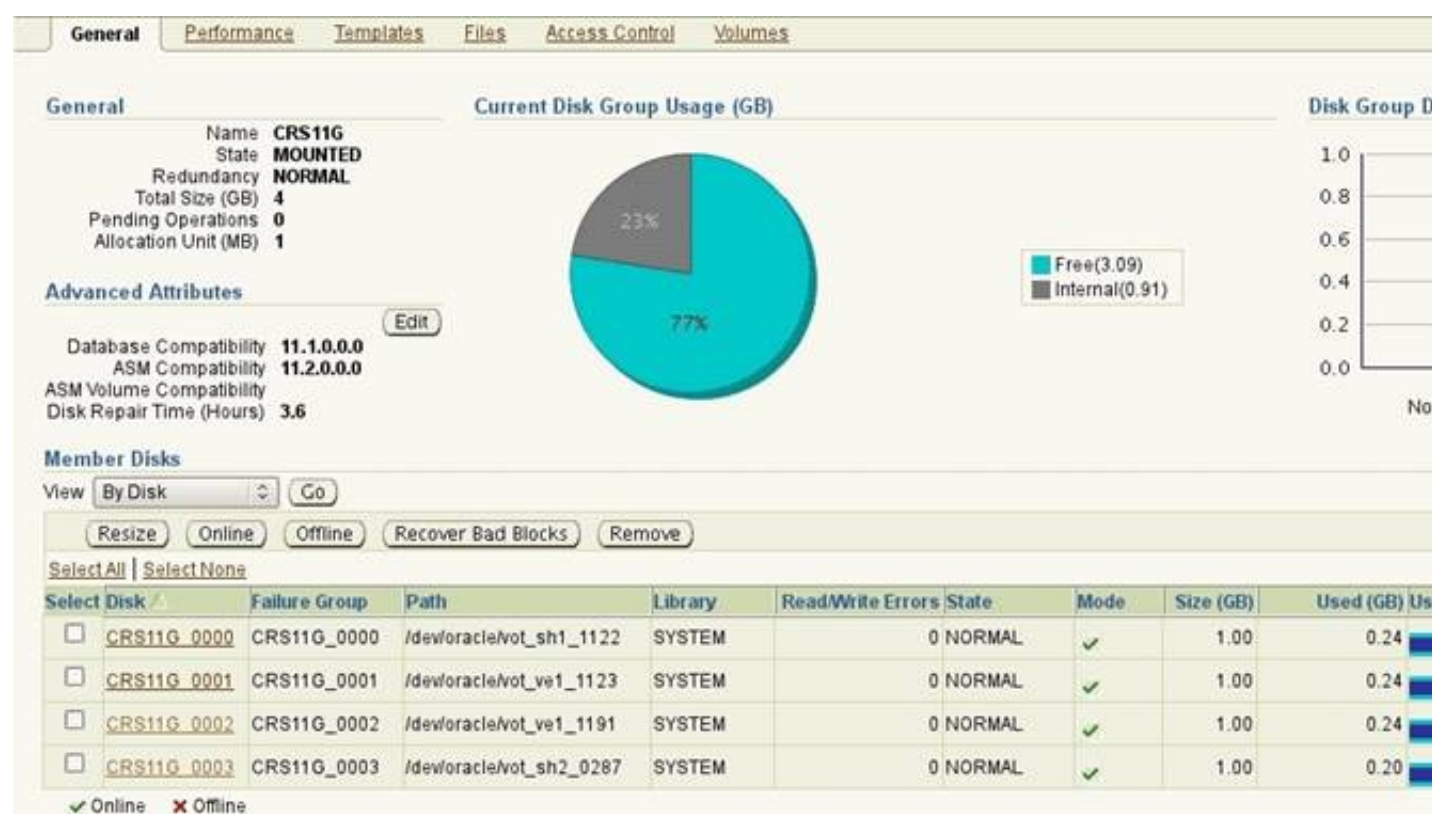 General Performance Templates Files Access Control Volumes
General
Name CRS11G
State MOUNTED
Redundancy NORMAL
Total Size (GB) 4
Pending Operations 0
Allocation Unit (MB) 1
Advanced Attributes
Edit
Database Compatibility 11.1.0.0.0
ASM Compatibility 11.2.0.0.0
ASM Volume Compatibility
Disk Repair Time (Hours) 3.6
Current Disk Group Usage (GB)
23%
77%
Free(3.09)
Internal(0.91)
Disk Group D
1.0
0.8
0.6
0.4
0.2
0.0
No
Member Disks
View By Disk Go
Resize Online Offline Recover Bad Blocks Remove
Select All | Select None
Select Disk Failure Group Path Library Read/Write Errors State Mode Size (GB) Used (GB) Us
CRS11G_0000 CRS11G_0000 /dev/oracle/vot_sh1_1122 SYSTEM 0 NORMAL 1.00 0.24
CRS11G_0001 CRS11G_0001 /dev/oracle/vot_ve1_1123 SYSTEM 0 NORMAL 1.00 0.24
CRS11G_0002 CRS11G_0002 /dev/oracle/vot_ve1_1191 SYSTEM 0 NORMAL 1.00 0.24
CRS11G_0003 CRS11G_0003 /dev/oracle/vot_sh2_0287 SYSTEM 0 NORMAL 1.00 0.20
Online Offline